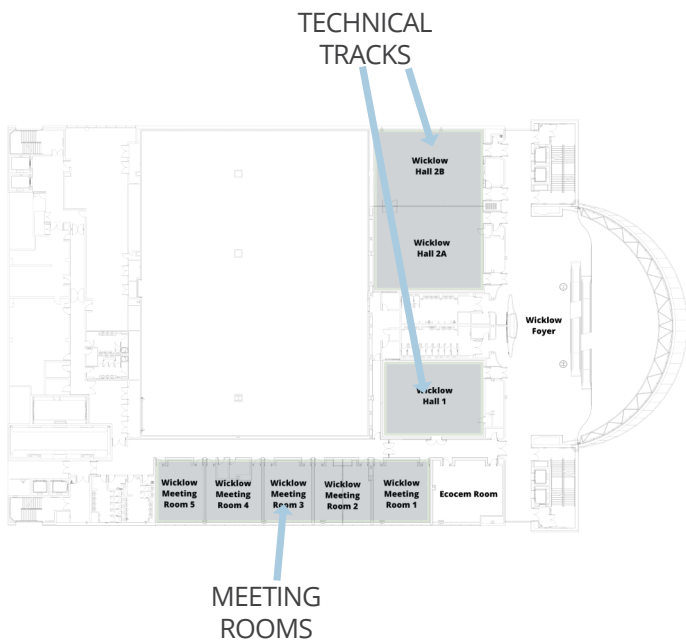 TECHNICAL
TRACKS
Wicklow
Hall 2B
Wicklow
Hall 2A
Wicklow
Foyer
Wicklow
Hall 1
Wicklow
Meeting
Room 5
Wicklow
Meeting
Room 4
Wicklow
Meeting
Room 3
Wicklow
Meeting
Room 2
Wicklow
Meeting
Room 1
Ecocem Room
MEETING
ROOMS